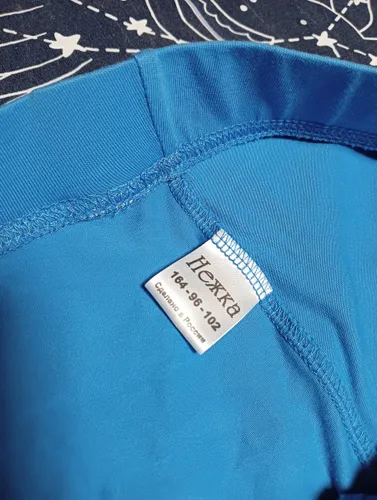 Нежка
164-96-102
Сделано в России